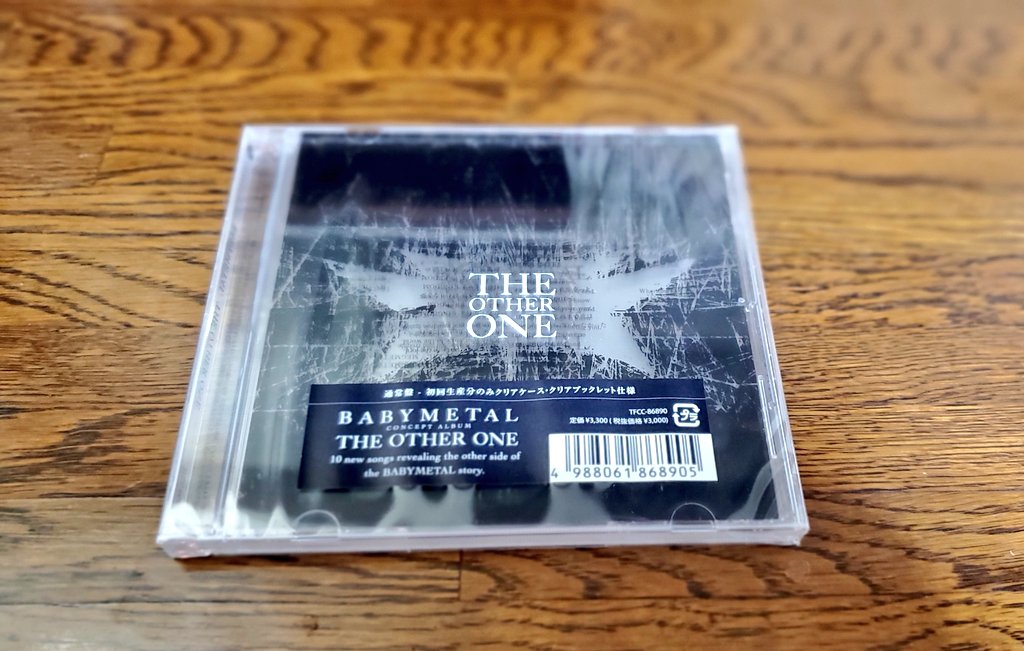 THE
OTHER
ONE
通常盤 - 初回生産分のみクリアケース・クリアブックレット仕様
BABYMETAL
CONCEPT ALBUM
THE OTHER ONE
10 new songs revealing the other side of
the BABYMETAL story.
TFCC-86890
定価 ¥3,300 (税抜価格 ¥3,000)
4 988061 868905